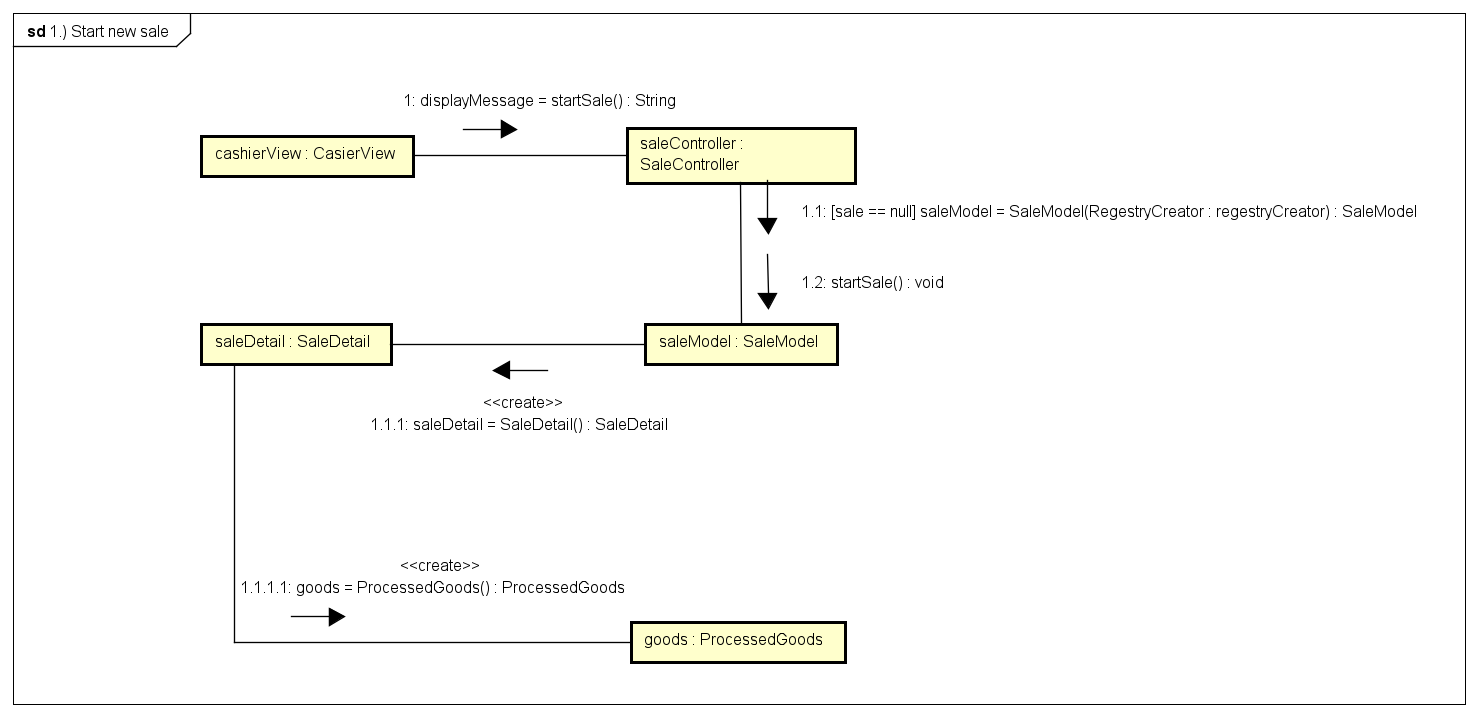 sd 1.) Start new sale
1: displayMessage = startSale() : String
cashierView : CasierView
saleController :
SaleController
1.1: [sale == null] saleModel = SaleModel(RegestryCreator : regestryCreator) : SaleModel
1.2: startSale() : void
saleDetail : SaleDetail
saleModel : SaleModel
<<create>>
1.1.1: saleDetail = SaleDetail() : SaleDetail
<<create>>
1.1.1.1: goods = ProcessedGoods() : ProcessedGoods
goods : ProcessedGoods